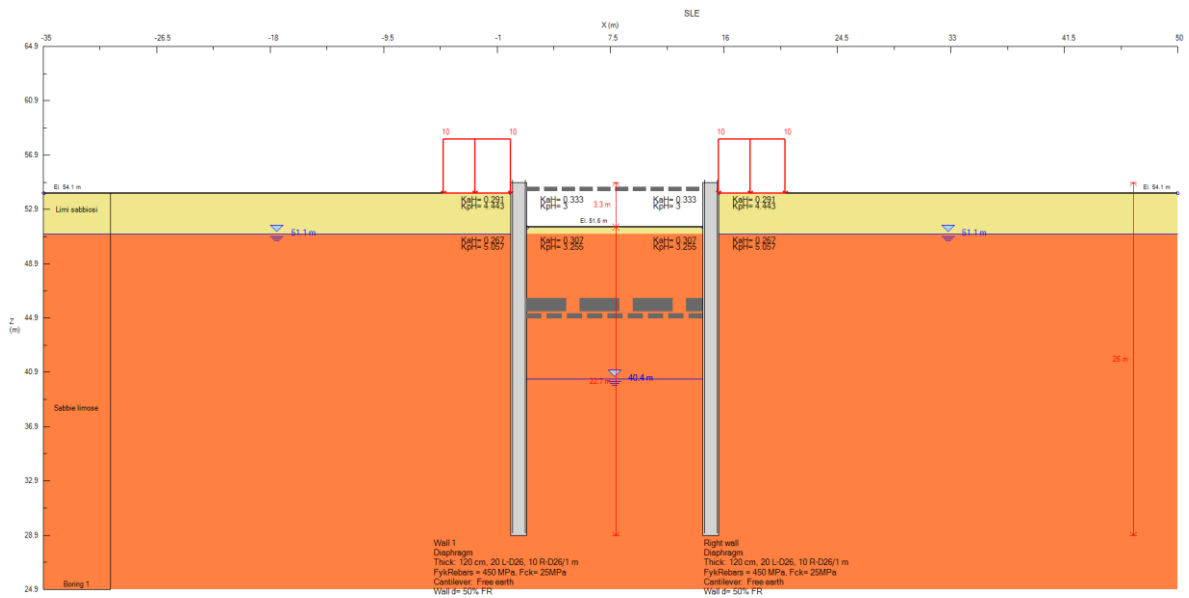 SLE
X (m)
-35 -26.5 -18 -9.5 -1 7.5 16 24.5 33 41.5 50
64.9
60.9
56.9
52.9
48.9
44.9
40.9
36.9
32.9
28.9
24.9
Z
(m)
10 10 10 10
El. 54.1 m
El. 54.1 m
Limi sabbiosi
KaH= 0.291
KpH= 4.443
KaH= 0.333
KpH= 3
3.3 m
KaH= 0.333
KpH= 3
KaH= 0.291
KpH= 4.443
El. 51.6 m
51.1 m
51.1 m
KaH= 0.267
KpH= 5.057
KaH= 0.307
KpH= 3.255
KaH= 0.307
KpH= 3.255
KaH= 0.267
KpH= 5.057
26 m
22.7 m
40.4 m
Sabbie limose
Boring 1
Wall 1
Diaphragm
Thick: 120 cm, 20 L-D26, 10 R-D26/1 m
FykRebars = 450 MPa, Fck= 25MPa
Cantilever: Free earth
Wall d= 50% FR
Right wall
Diaphragm
Thick: 120 cm, 20 L-D26, 10 R-D26/1 m
FykRebars = 450 MPa, Fck= 25MPa
Cantilever: Free earth
Wall d= 50% FR